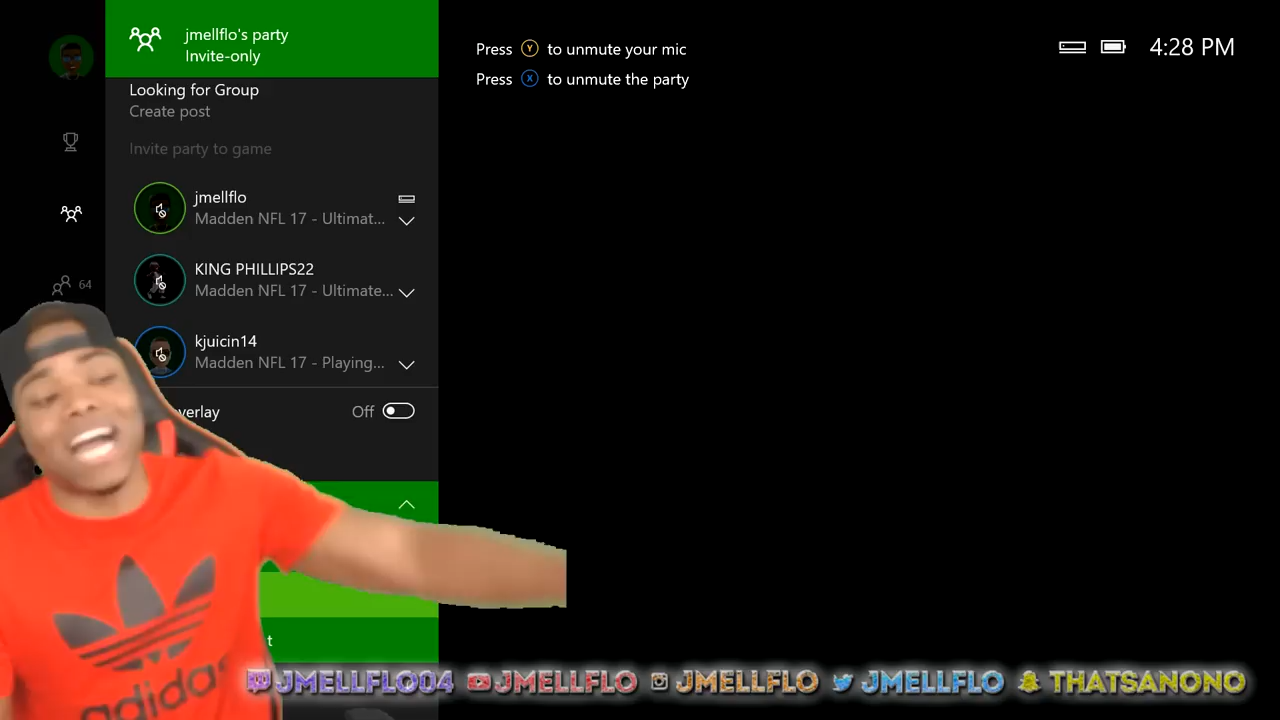 jmellflo's party
Invite-only
Looking for Group
Create post
Invite party to game
jmellflo
Madden NFL 17 - Ultimat...
KING PHILLIPS22
Madden NFL 17 - Ultimate...
kjuicin14
Madden NFL 17 - Playing...
verlay Off
64
Press Y to unmute your mic
Press X to unmute the party
4:28 PM
adidas
JMELLFLO04 JMELLFLO JMELLFLO JMELLFLO THATSANONO